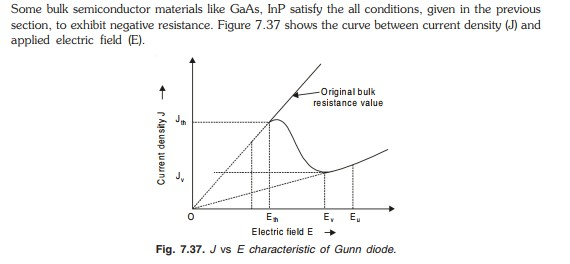 Some bulk semiconductor materials like GaAs, InP satisfy the all conditions, given in the previous
section, to exhibit negative resistance. Figure 7.37 shows the curve between current density (J) and
applied electric field (E).
Original bulk
resistance value
Current density J
Jth
Jv
O
Eth
Ev
Eu
Electric field E
Fig. 7.37. J vs E characteristic of Gunn diode.